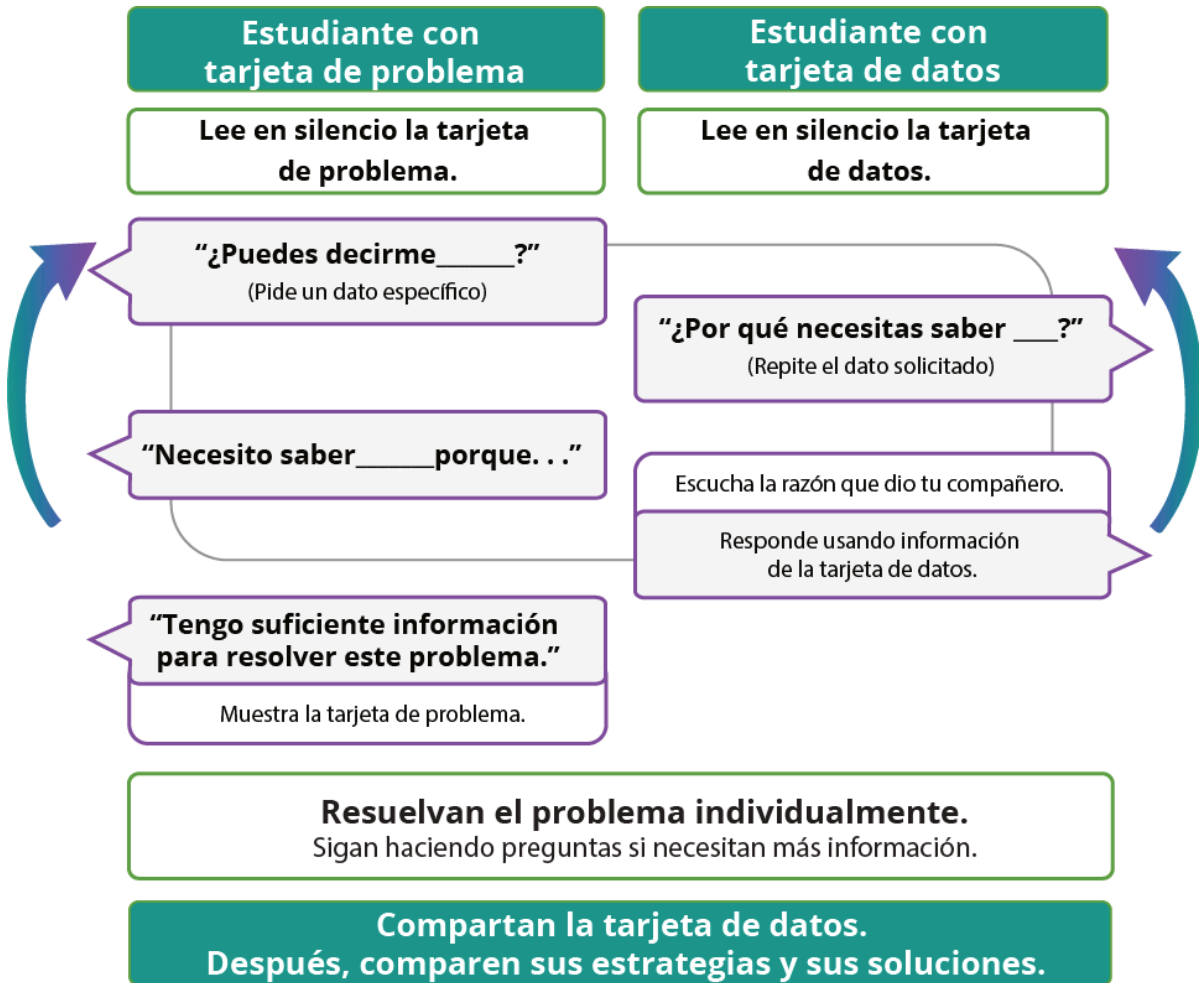 Estudiante con
tarjeta de problema
Estudiante con
tarjeta de datos
Lee en silencio la tarjeta
de problema.
Lee en silencio la tarjeta
de datos.
“¿Puedes decirme______?”
(Pide un dato específico)
“¿Por qué necesitas saber ___?”
(Repite el dato solicitado)
“Necesito saber______porque. . .”
Escucha la razón que dio tu compañero.
Responde usando información
de la tarjeta de datos.
“Tengo suficiente información
para resolver este problema.”
Muestra la tarjeta de problema.
Resuelvan el problema individualmente.
Sigan haciendo preguntas si necesitan más información.
Compartan la tarjeta de datos.
Después, comparen sus estrategias y sus soluciones.